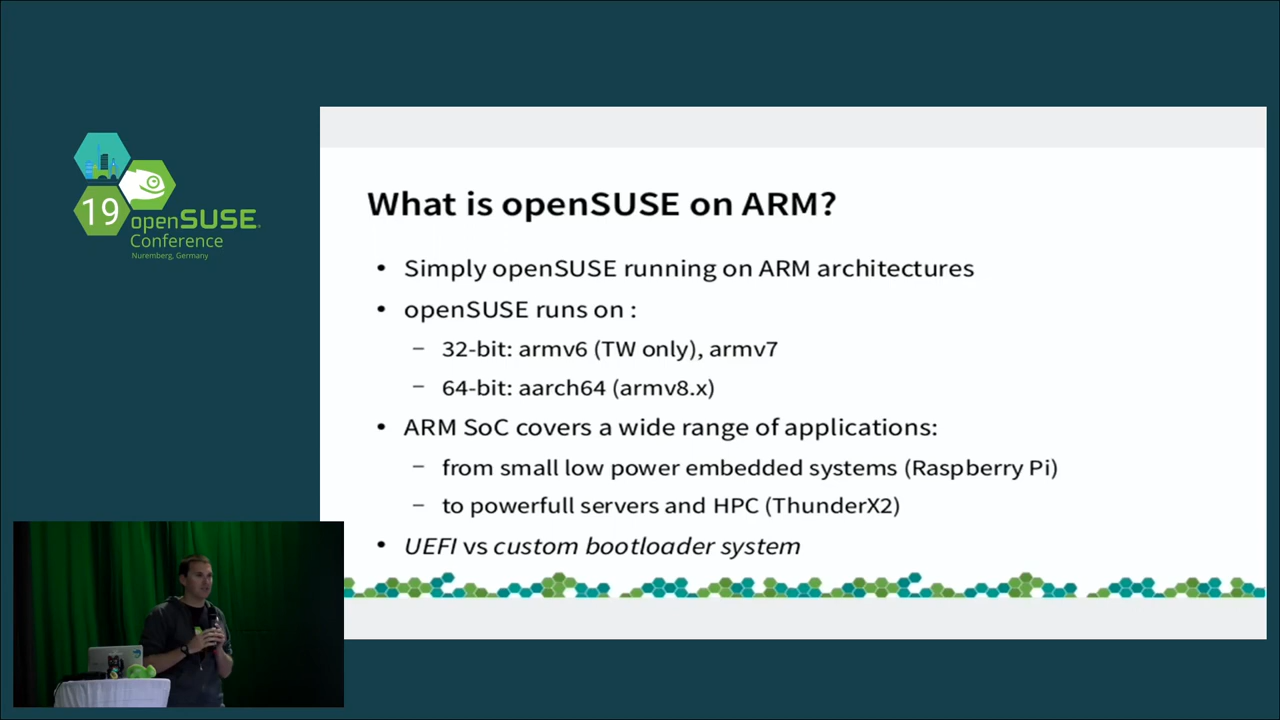 19
openSUSE
Conference
Nuremberg, Germany
What is openSUSE on ARM?
• Simply openSUSE running on ARM architectures
• openSUSE runs on :
– 32-bit: armv6 (TW only), armv7
– 64-bit: aarch64 (armv8.x)
• ARM SoC covers a wide range of applications:
– from small low power embedded systems (Raspberry Pi)
– to powerfull servers and HPC (ThunderX2)
• UEFI vs custom bootloader system